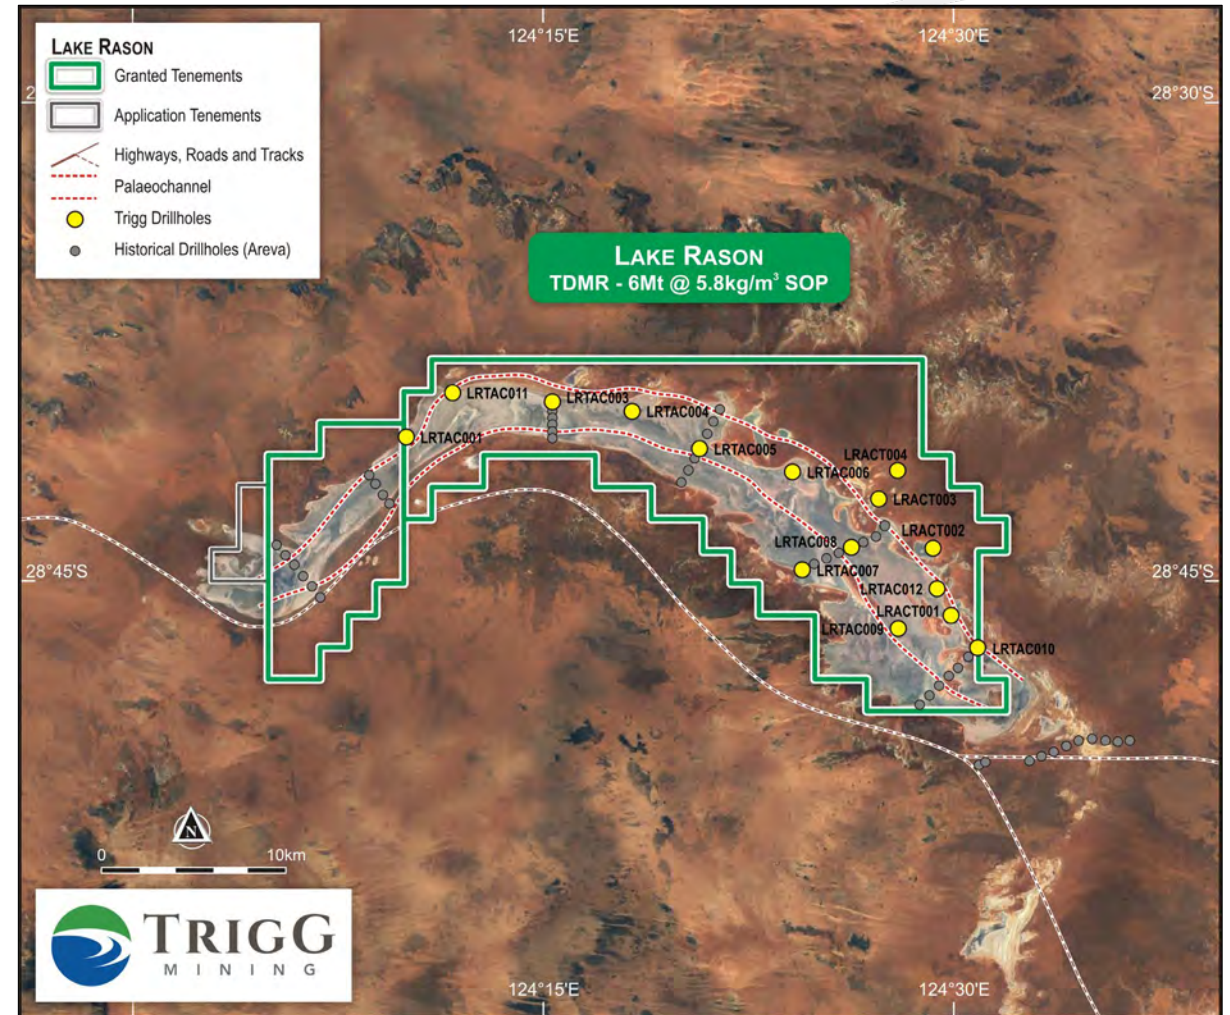 124°15'E
124°30'E
LAKE RASON
Granted Tenements
Application Tenements
Highways, Roads and Tracks
Palaeochannel
Trigg Drillholes
Historical Drillholes (Areva)
28°30'S
LAKE RASON
TDMR - 6Mt @ 5.8kg/m³ SOP
LRTAC011
LRTAC003
LRTAC004
LRTAC001
LRTAC005
LRACT004
LRTAC006
LRACT003
LRACT002
LRTAC008
LRTAC007
28°45'S
28°45'S
LRTAC012
LRACT001
LRTAC009
LRTAC010
N
0
10km
TRIGG
MINING
124°15'E
124°30'E